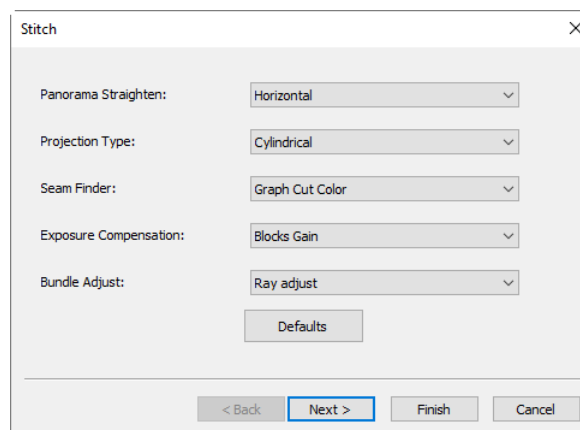 Stitch
Panorama Straighten: Horizontal
Projection Type: Cylindrical
Seam Finder: Graph Cut Color
Exposure Compensation: Blocks Gain
Bundle Adjust: Ray adjust
Defaults
< Back Next > Finish Cancel